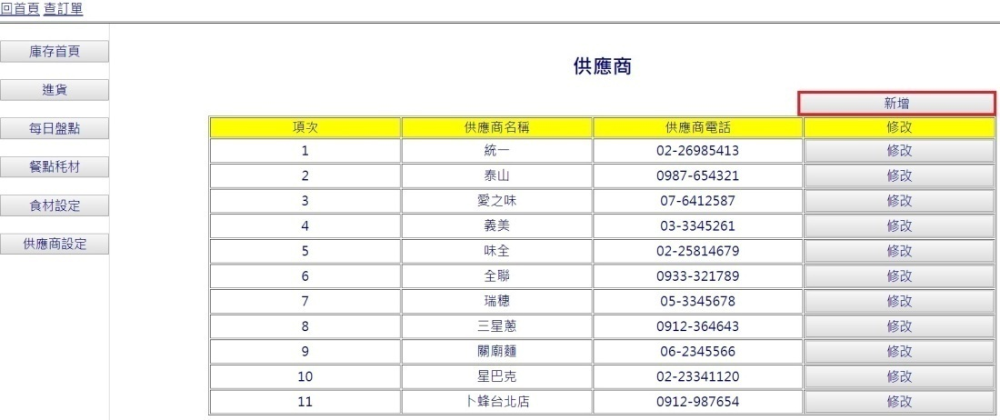 回首頁 查訂單
庫存首頁
進貨
每日盤點
餐點秏材
食材設定
供應商設定
供應商
新增
項次 供應商名稱 供應商電話 修改
1 統一 02-26985413 修改
2 泰山 0987-654321 修改
3 愛之味 07-6412587 修改
4 義美 03-3345261 修改
5 味全 02-25814679 修改
6 全聯 0933-321789 修改
7 瑞穗 05-3345678 修改
8 三星蔥 0912-364643 修改
9 關廟麵 06-2345566 修改
10 星巴克 02-23341120 修改
11 卜蜂台北店 0912-987654 修改